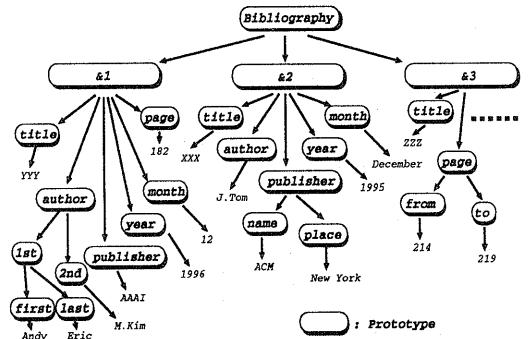 Bibliography
&1
&2
&3
title
page
title
month
title
YYY
182
XXX
author
year
ZZZ
December
page
author
month
J.Tom
publisher
1995
from
to
year
12
name
place
214
219
1st
2nd
publisher
1996
ACM
New York
first
last
AAAI
M.Kim
Andy
Eric
: Prototype